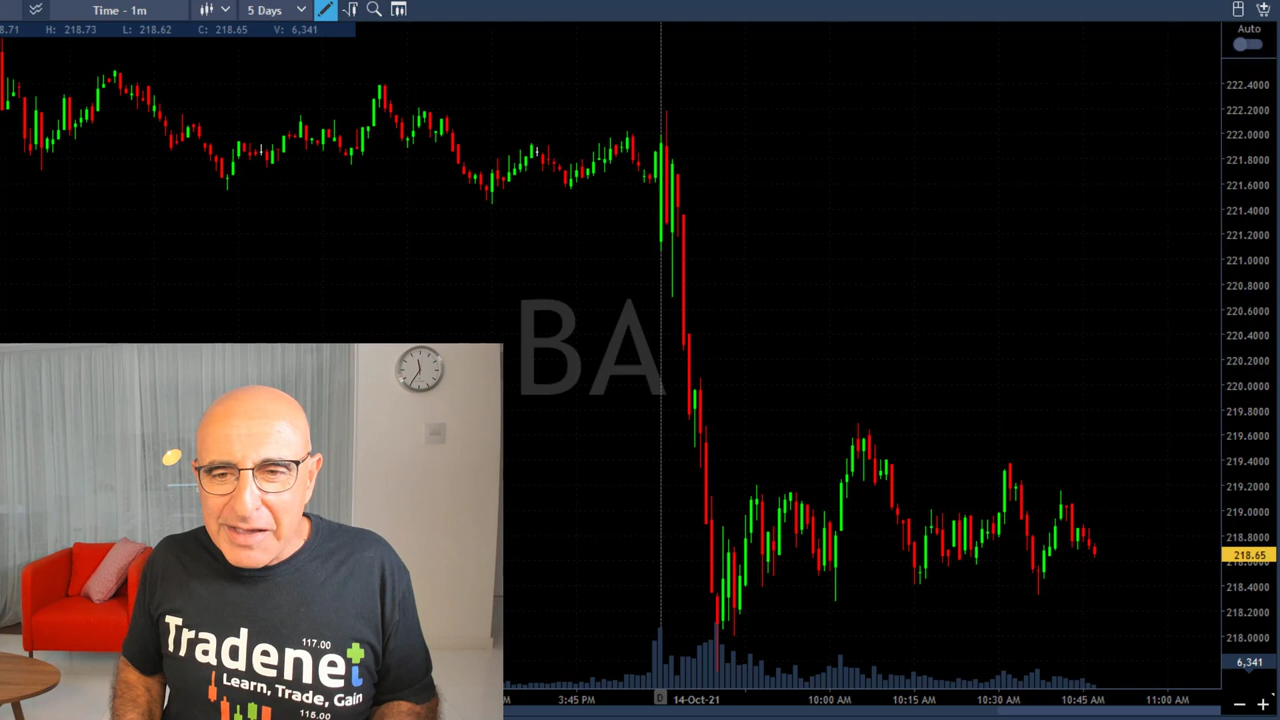 Time - 1m
5 Days
8.71 H: 218.73 L: 218.62 C: 218.65 V: 6,341
Auto
222.4000
222.2000
222.0000
221.8000
221.6000
221.4000
221.2000
221.0000
220.8000
220.6000
220.4000
220.2000
220.0000
219.8000
219.6000
219.4000
219.2000
219.0000
218.8000
218.65
218.4000
218.2000
218.0000
6,341
BA
117.00
Tradenet
Learn, Trade, Gain
116.00
M
3:45 PM
D
14-Oct-21
10:00 AM
10:15 AM
10:30 AM
10:45 AM
11:00 AM